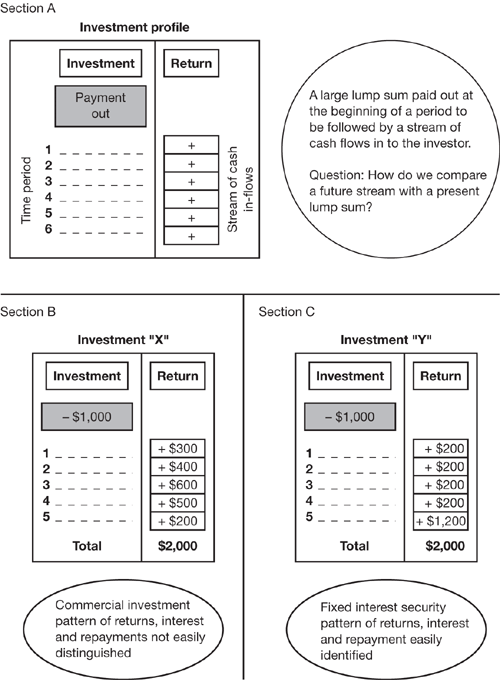 Section A
Investment profile
Investment
Return
Payment
out
Time period
1
2
3
4
5
6
+
+
+
+
+
+
Stream of cash
in-flows
A large lump sum paid out at
the beginning of a period to
be followed by a stream of
cash flows in to the investor.
Question: How do we compare
a future stream with a present
lump sum?
Section B
Investment "X"
Investment
Return
– $1,000
1
+ $300
2
+ $400
3
+ $600
4
+ $500
5
+ $200
Total
$2,000
Commercial investment
pattern of returns, interest
and repayments not easily
distinguished
Section C
Investment "Y"
Investment
Return
– $1,000
1
+ $200
2
+ $200
3
+ $200
4
+ $200
5
+ $1,200
Total
$2,000
Fixed interest security
pattern of returns, interest
and repayment easily
identified